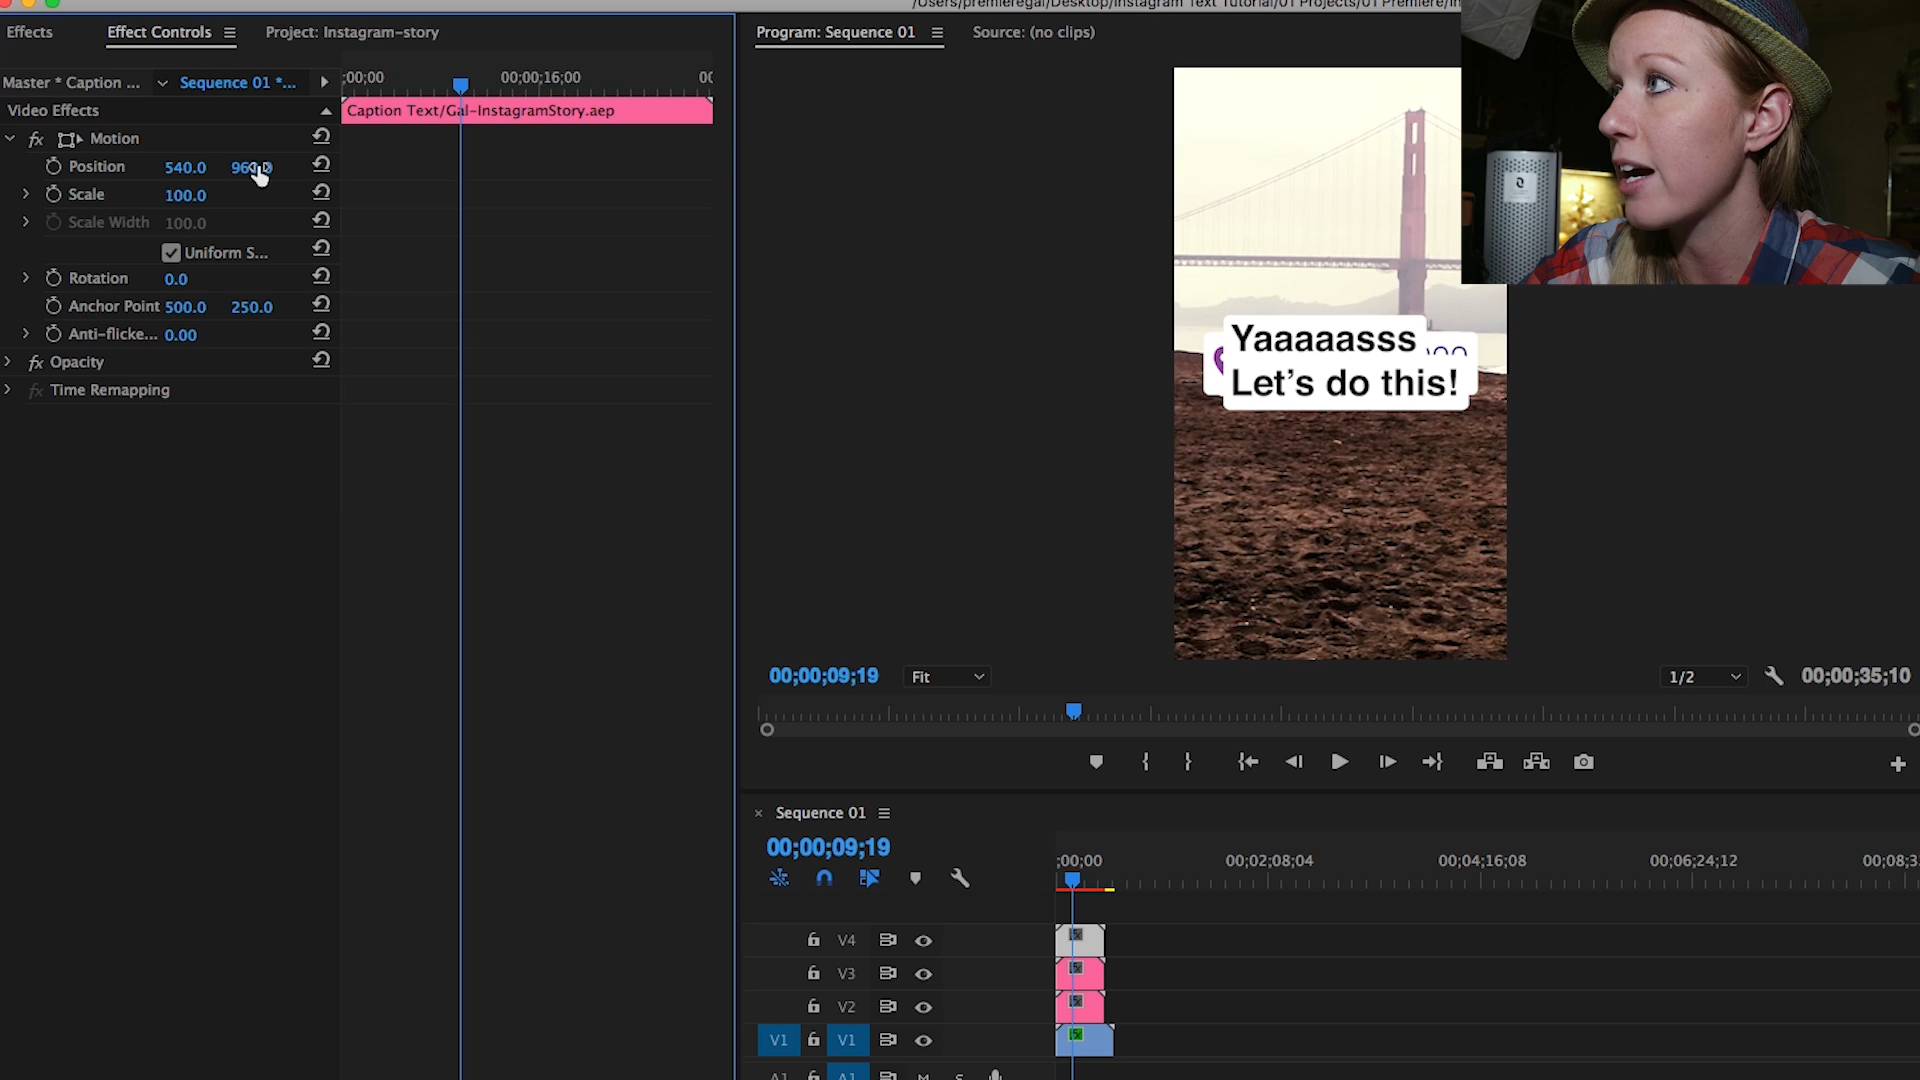 /Users/premieregal/Desktop/Instagram Text Tutorial/01 Projects/01 Premiere/In
Effects
Effect Controls
Project: Instagram-story
Program: Sequence 01
Source: (no clips)
Master * Caption ...
Sequence 01 *...
;00;00
00;00;16;00
00
Video Effects
Caption Text/Gal-InstagramStory.aep
fx Motion
Position 540.0
Scale 100.0
Scale Width 100.0
Uniform S...
Rotation 0.0
Anchor Point 500.0 250.0
Anti-flicke... 0.00
fx Opacity
fx Time Remapping
Yaaaaasss
Let's do this!
00;00;09;19
Fit
1/2
00;00;35;10
× Sequence 01
00;00;09;19
;00;00
00;02;08;04
00;04;16;08
00;06;24;12
00;08;3
V4
V3
V2
V1 V1
A1 A1 M S